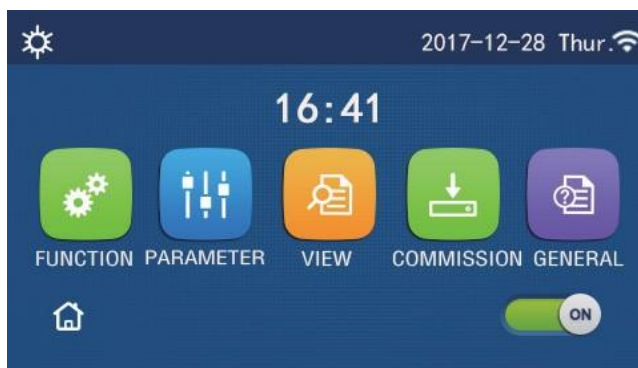 2017-12-28 Thur.
16:41
FUNCTION PARAMETER VIEW COMMISSION GENERAL
ON